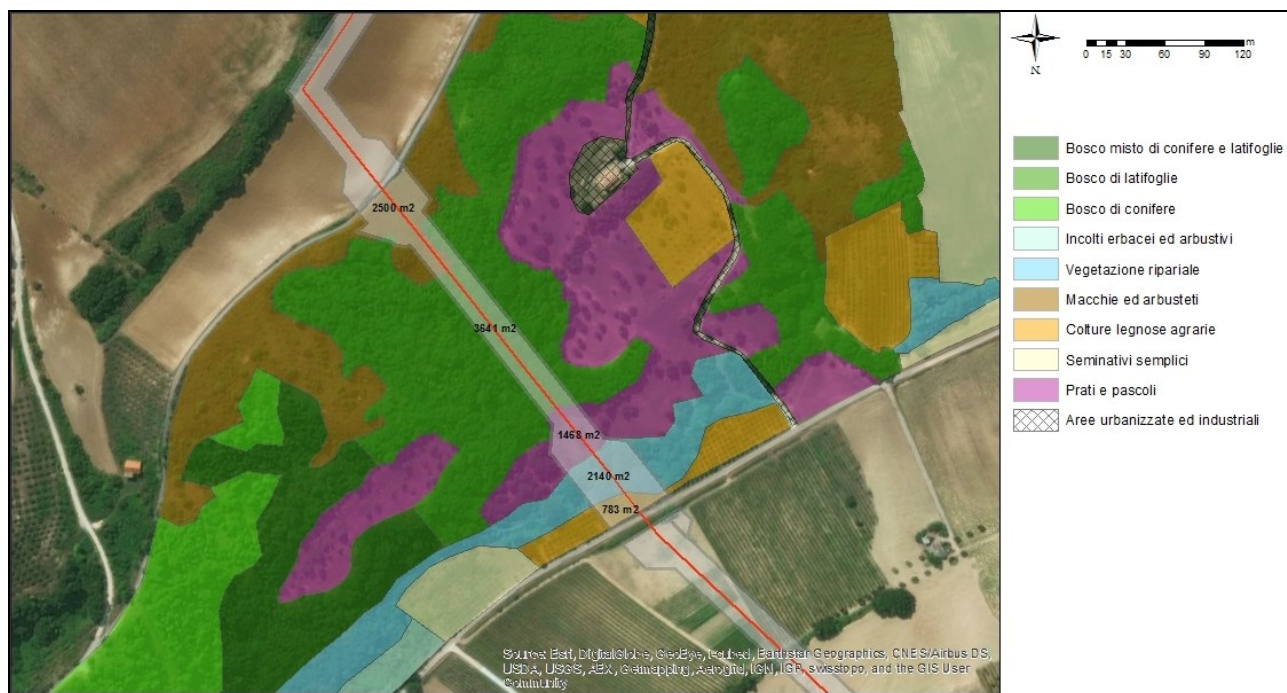 2500 m2
3641 m2
1468 m2
2140 m2
783 m2
Source: Esri, DigitalGlobe, GeoEye, i-cubed, Earthstar Geographics, CNES/Airbus DS,
USDA, USGS, AEX, Getmapping, Aerogrid, IGN, IGP, swisstopo, and the GIS User
Community
N
m
0 15 30 60 90 120
Bosco misto di conifere e latifoglie
Bosco di latifoglie
Bosco di conifere
Incolti erbacei ed arbustivi
Vegetazione ripariale
Macchie ed arbusteti
Colture legnose agrarie
Seminativi semplici
Prati e pascoli
Aree urbanizzate ed industriali